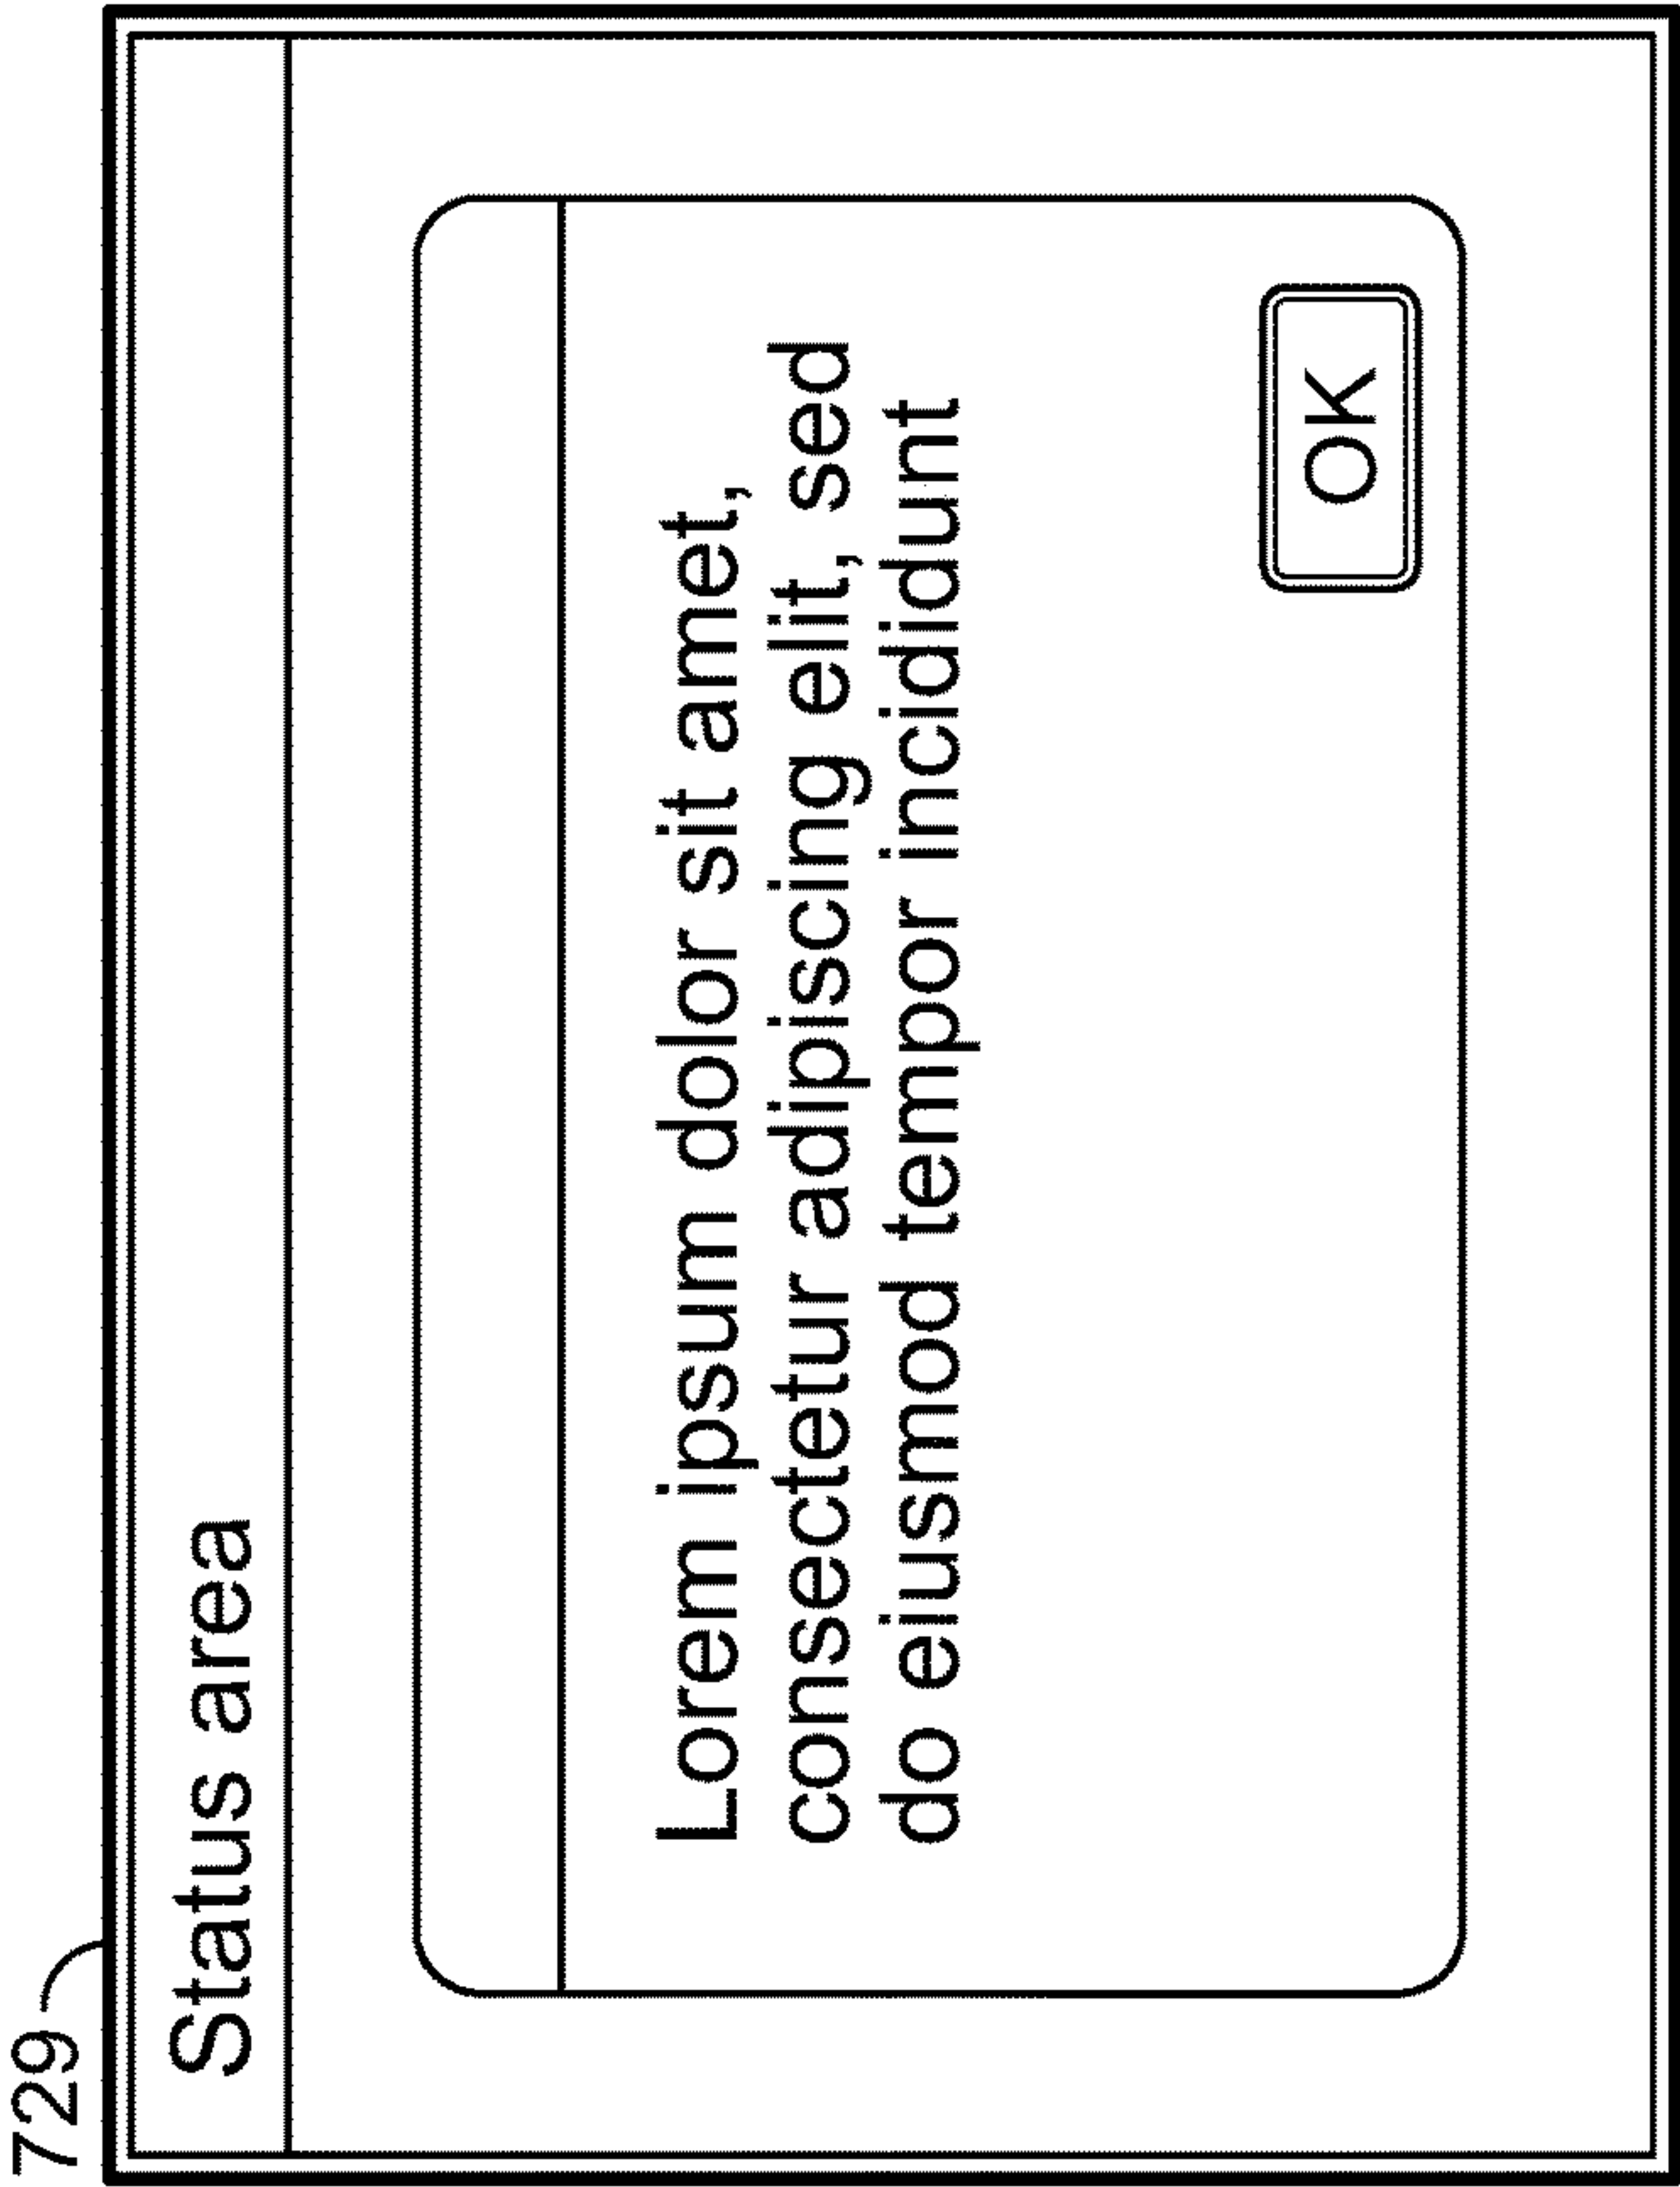 729
Status area
Lorem ipsum dolor sit amet,
consectetur adipiscing elit, sed
do eiusmod tempor incididunt
OK